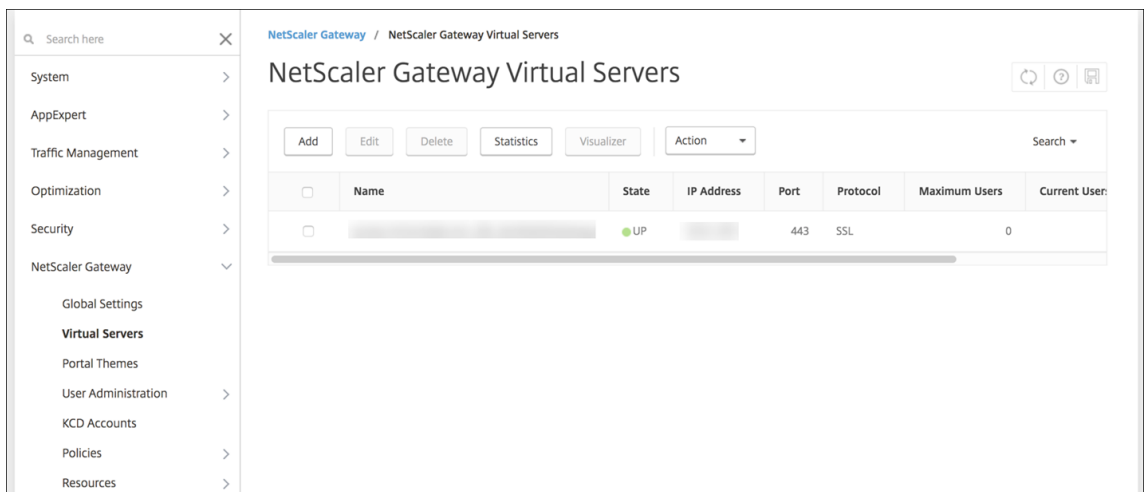 Search here
System
AppExpert
Traffic Management
Optimization
Security
NetScaler Gateway
Global Settings
Virtual Servers
Portal Themes
User Administration
KCD Accounts
Policies
Resources
NetScaler Gateway / NetScaler Gateway Virtual Servers
NetScaler Gateway Virtual Servers
Add Edit Delete Statistics Visualizer Action Search
Name State IP Address Port Protocol Maximum Users Current Users
UP 443 SSL 0